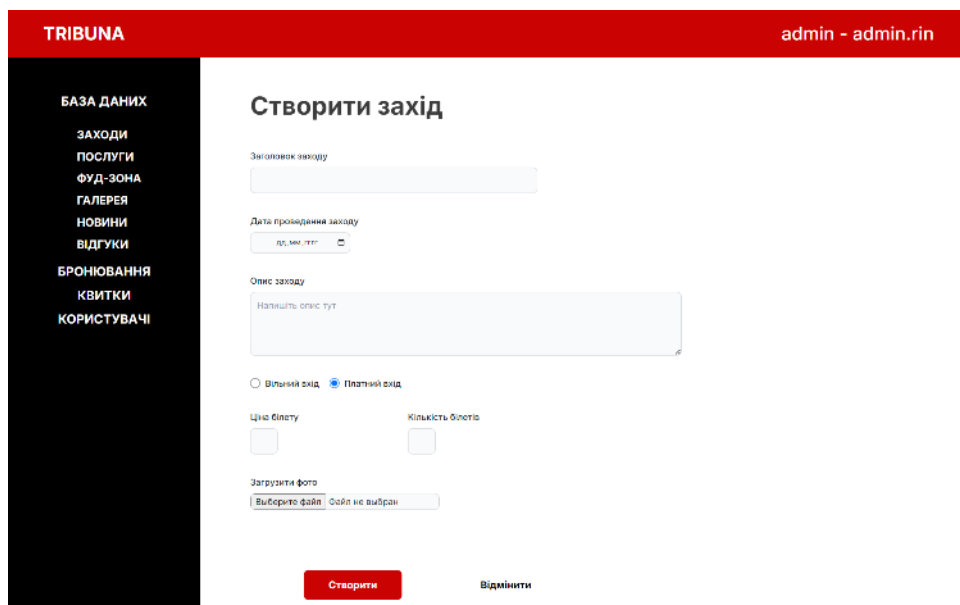 TRIBUNA
admin - admin.rin
БАЗА ДАНИХ
ЗАХОДИ
ПОСЛУГИ
ФУД-ЗОНА
ГАЛЕРЕЯ
НОВИНИ
ВІДГУКИ
БРОНЮВАННЯ
КВИТКИ
КОРИСТУВАЧІ
Створити захід
Заголовок заходу
Дата проведення заходу
дд.мм.гггг
Опис заходу
Напишіть опис тут
Вільний вхід Платний вхід
Ціна білету Кількість білетів
Загрузити фото
Выберите файл Файл не выбран
Створити Відмінити